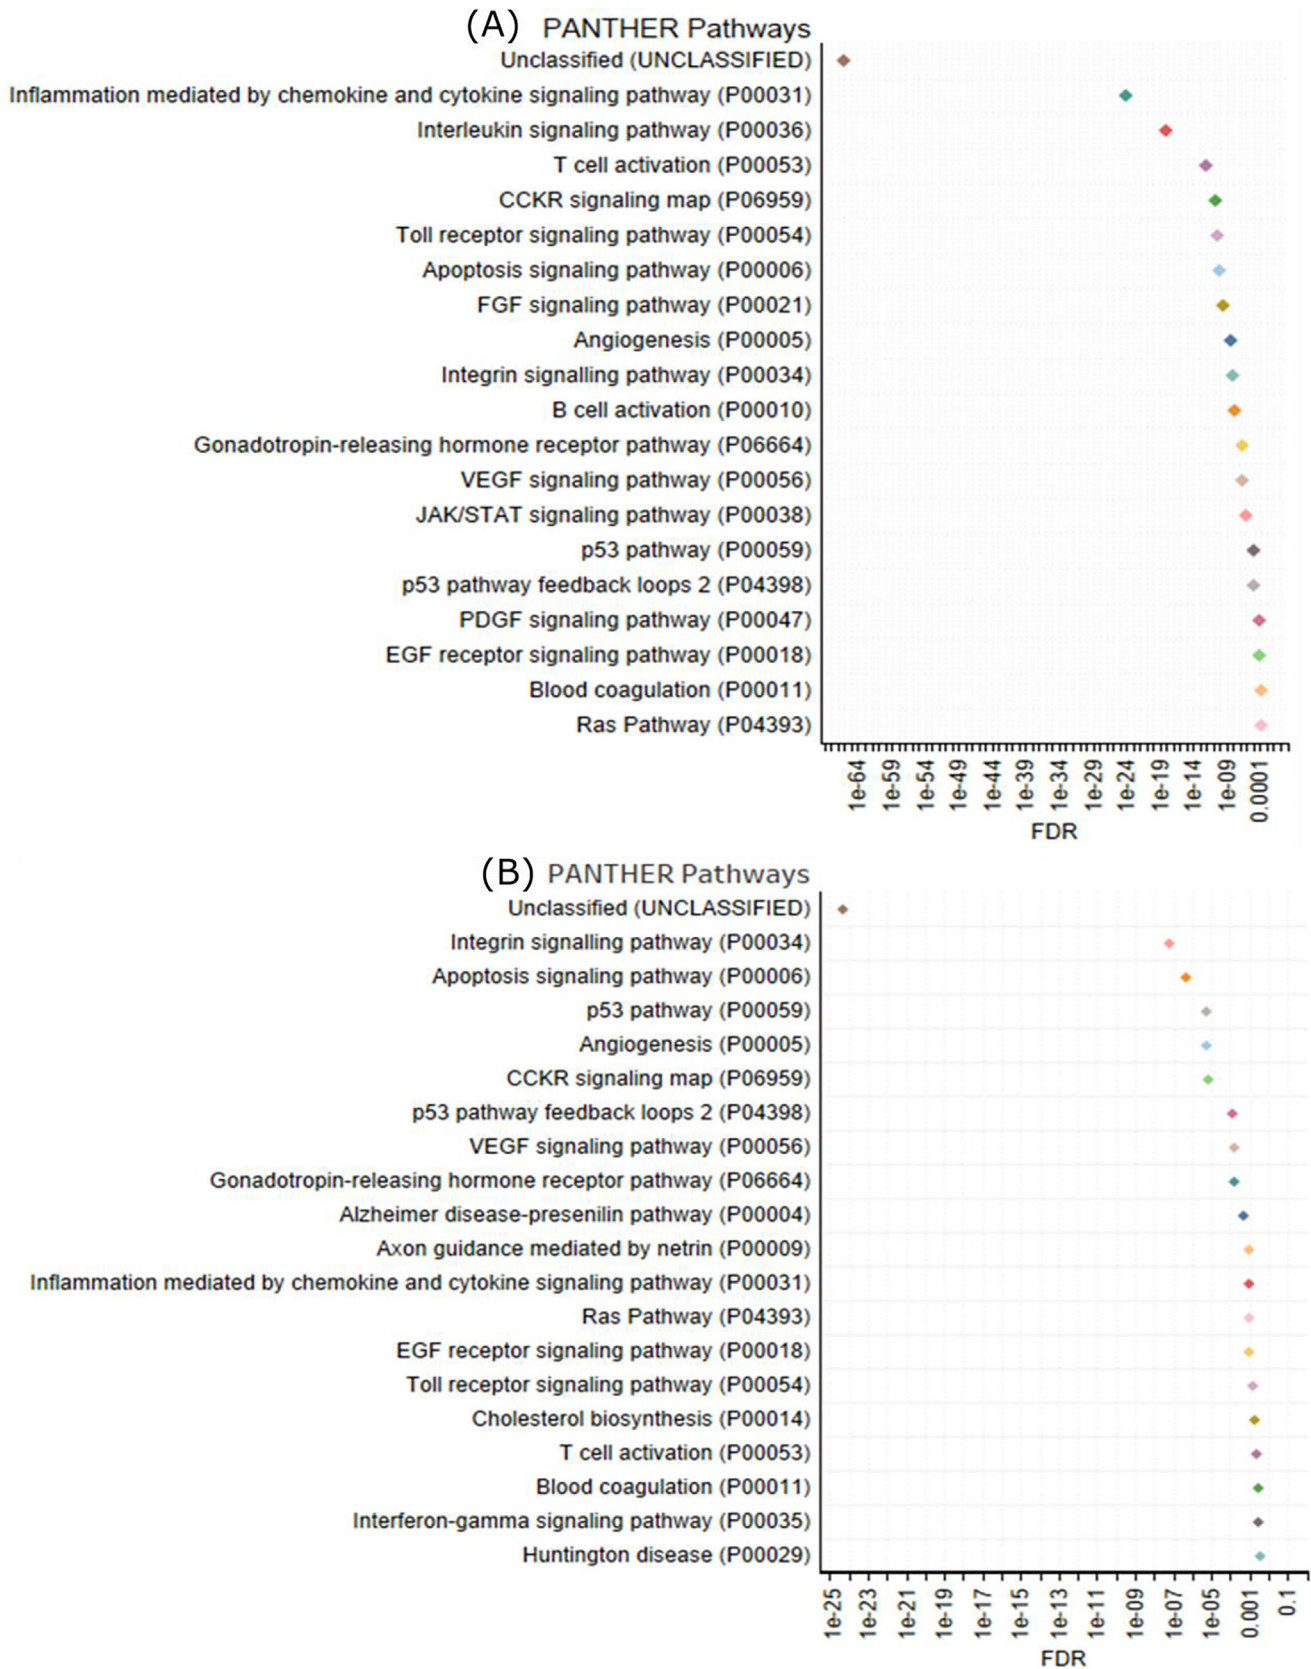 (A) PANTHER Pathways
Unclassified (UNCLASSIFIED)
Inflammation mediated by chemokine and cytokine signaling pathway (P00031)
Interleukin signaling pathway (P00036)
T cell activation (P00053)
CCKR signaling map (P06959)
Toll receptor signaling pathway (P00054)
Apoptosis signaling pathway (P00006)
FGF signaling pathway (P00021)
Angiogenesis (P00005)
Integrin signalling pathway (P00034)
B cell activation (P00010)
Gonadotropin-releasing hormone receptor pathway (P06664)
VEGF signaling pathway (P00056)
JAK/STAT signaling pathway (P00038)
p53 pathway (P00059)
p53 pathway feedback loops 2 (P04398)
PDGF signaling pathway (P00047)
EGF receptor signaling pathway (P00018)
Blood coagulation (P00011)
Ras Pathway (P04393)
1e-64 1e-59 1e-54 1e-49 1e-44 1e-39 1e-34 1e-29 1e-24 1e-19 1e-14 1e-09 0.0001
FDR
(B) PANTHER Pathways
Unclassified (UNCLASSIFIED)
Integrin signalling pathway (P00034)
Apoptosis signaling pathway (P00006)
p53 pathway (P00059)
Angiogenesis (P00005)
CCKR signaling map (P06959)
p53 pathway feedback loops 2 (P04398)
VEGF signaling pathway (P00056)
Gonadotropin-releasing hormone receptor pathway (P06664)
Alzheimer disease-presenilin pathway (P00004)
Axon guidance mediated by netrin (P00009)
Inflammation mediated by chemokine and cytokine signaling pathway (P00031)
Ras Pathway (P04393)
EGF receptor signaling pathway (P00018)
Toll receptor signaling pathway (P00054)
Cholesterol biosynthesis (P00014)
T cell activation (P00053)
Blood coagulation (P00011)
Interferon-gamma signaling pathway (P00035)
Huntington disease (P00029)
1e-25 1e-23 1e-21 1e-19 1e-17 1e-15 1e-13 1e-11 1e-09 1e-07 1e-05 0.001 0.1
FDR